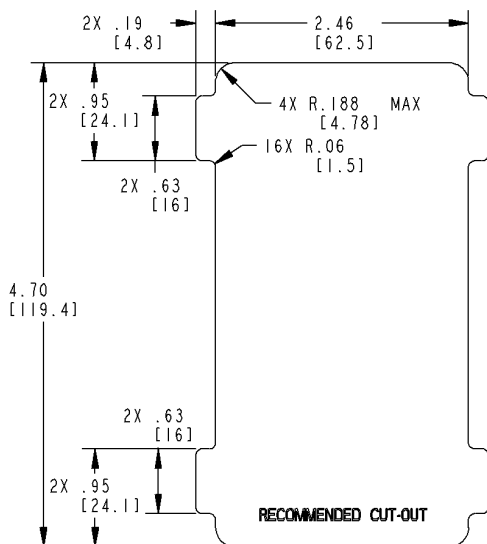 2X .19
[4.8]
2.46
[62.5]
2X .95
[24.1]
4X R.188 MAX
[4.78]
16X R.06
[1.5]
2X .63
[16]
4.70
[119.4]
2X .63
[16]
2X .95
[24.1]
RECOMMENDED CUT-OUT